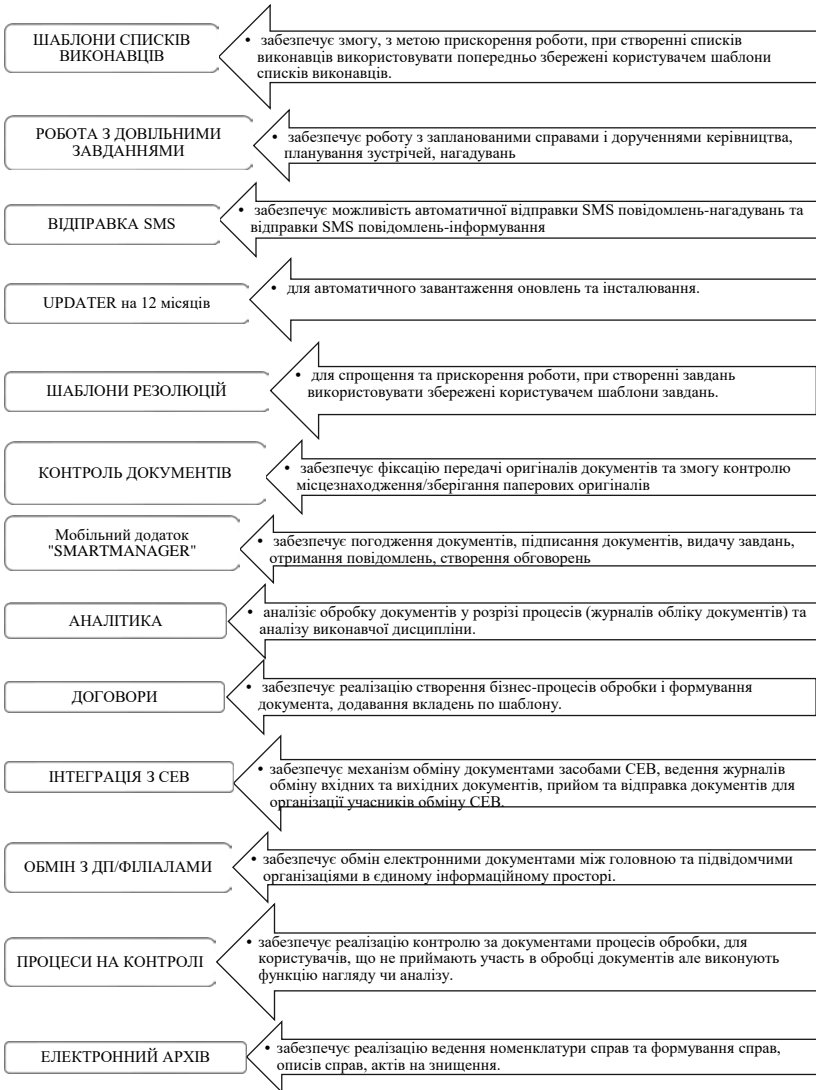 ШАБЛОНИ СПИСКІВ
ВИКОНАВЦІВ
• забезпечує змогу, з метою прискорення роботи, при створенні списків
виконавців використовувати попередньо збережені користувачем шаблони
списків виконавців.
РОБОТА З ДОВІЛЬНИМИ
ЗАВДАННЯМИ
• забезпечує роботу з запланованими справами і дорученнями керівництва,
планування зустрічей, нагадувань
ВІДПРАВКА SMS
• забезпечує можливість автоматичної відправки SMS повідомлень-нагадувань та
відправки SMS повідомлень-інформування
UPDATER на 12 місяців
• для автоматичного завантаження оновлень та інсталювання.
ШАБЛОНИ РЕЗОЛЮЦІЙ
• для спрощення та прискорення роботи, при створенні завдань
використовувати збережені користувачем шаблони завдань.
КОНТРОЛЬ ДОКУМЕНТІВ
• забезпечує фіксацію передачі оригіналів документів та змогу контролю
місцезнаходження/зберігання паперових оригіналів
Мобільний додаток
"SMARTMANAGER"
• забезпечує погодження документів, підписання документів, видачу завдань,
отримання повідомлень, створення обговорень
АНАЛІТИКА
• аналізіє обробку документів у розрізі процесів (журналів обліку документів) та
аналізу виконавчої дисципліни.
ДОГОВОРИ
• забезпечує реалізацію створення бізнес-процесів обробки і формування
документа, додавання вкладень по шаблону.
ІНТЕГРАЦІЯ З СЕВ
• забезпечує механізм обміну документами засобами СЕВ, ведення журналів
обміну вхідних та вихідних документів, прийом та відправка документів для
організації учасників обміну СЕВ.
ОБМІН З ДП/ФІЛІАЛАМИ
• забезпечує обмін електронними документами між головною та підвідомчими
організаціями в єдиному інформаційному просторі.
ПРОЦЕСИ НА КОНТРОЛІ
• забезпечує реалізацію контролю за документами процесів обробки, для
користувачів, що не приймають участь в обробці документів але виконують
функцію нагляду чи аналізу.
ЕЛЕКТРОННИЙ АРХІВ
• забезпечує реалізацію ведення номенклатури справ та формування справ,
описів справ, актів на знищення.